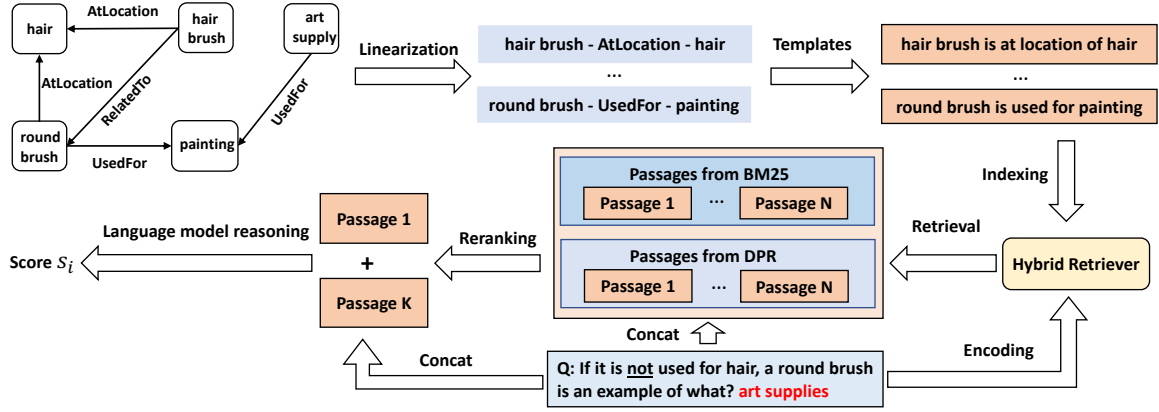 hair
AtLocation
hair
brush
art
supply
AtLocation
RelatedTo
UsedFor
round
brush
UsedFor
painting
Linearization
hair brush - AtLocation - hair
...
round brush - UsedFor - painting
Templates
hair brush is at location of hair
...
round brush is used for painting
Indexing
Hybrid Retriever
Retrieval
Passages from BM25
Passage 1 ... Passage N
Passages from DPR
Passage 1 ... Passage N
Reranking
Passage 1
+
Passage K
Language model reasoning
Score Si
Concat
Concat
Encoding
Q: If it is not used for hair, a round brush
is an example of what? art supplies